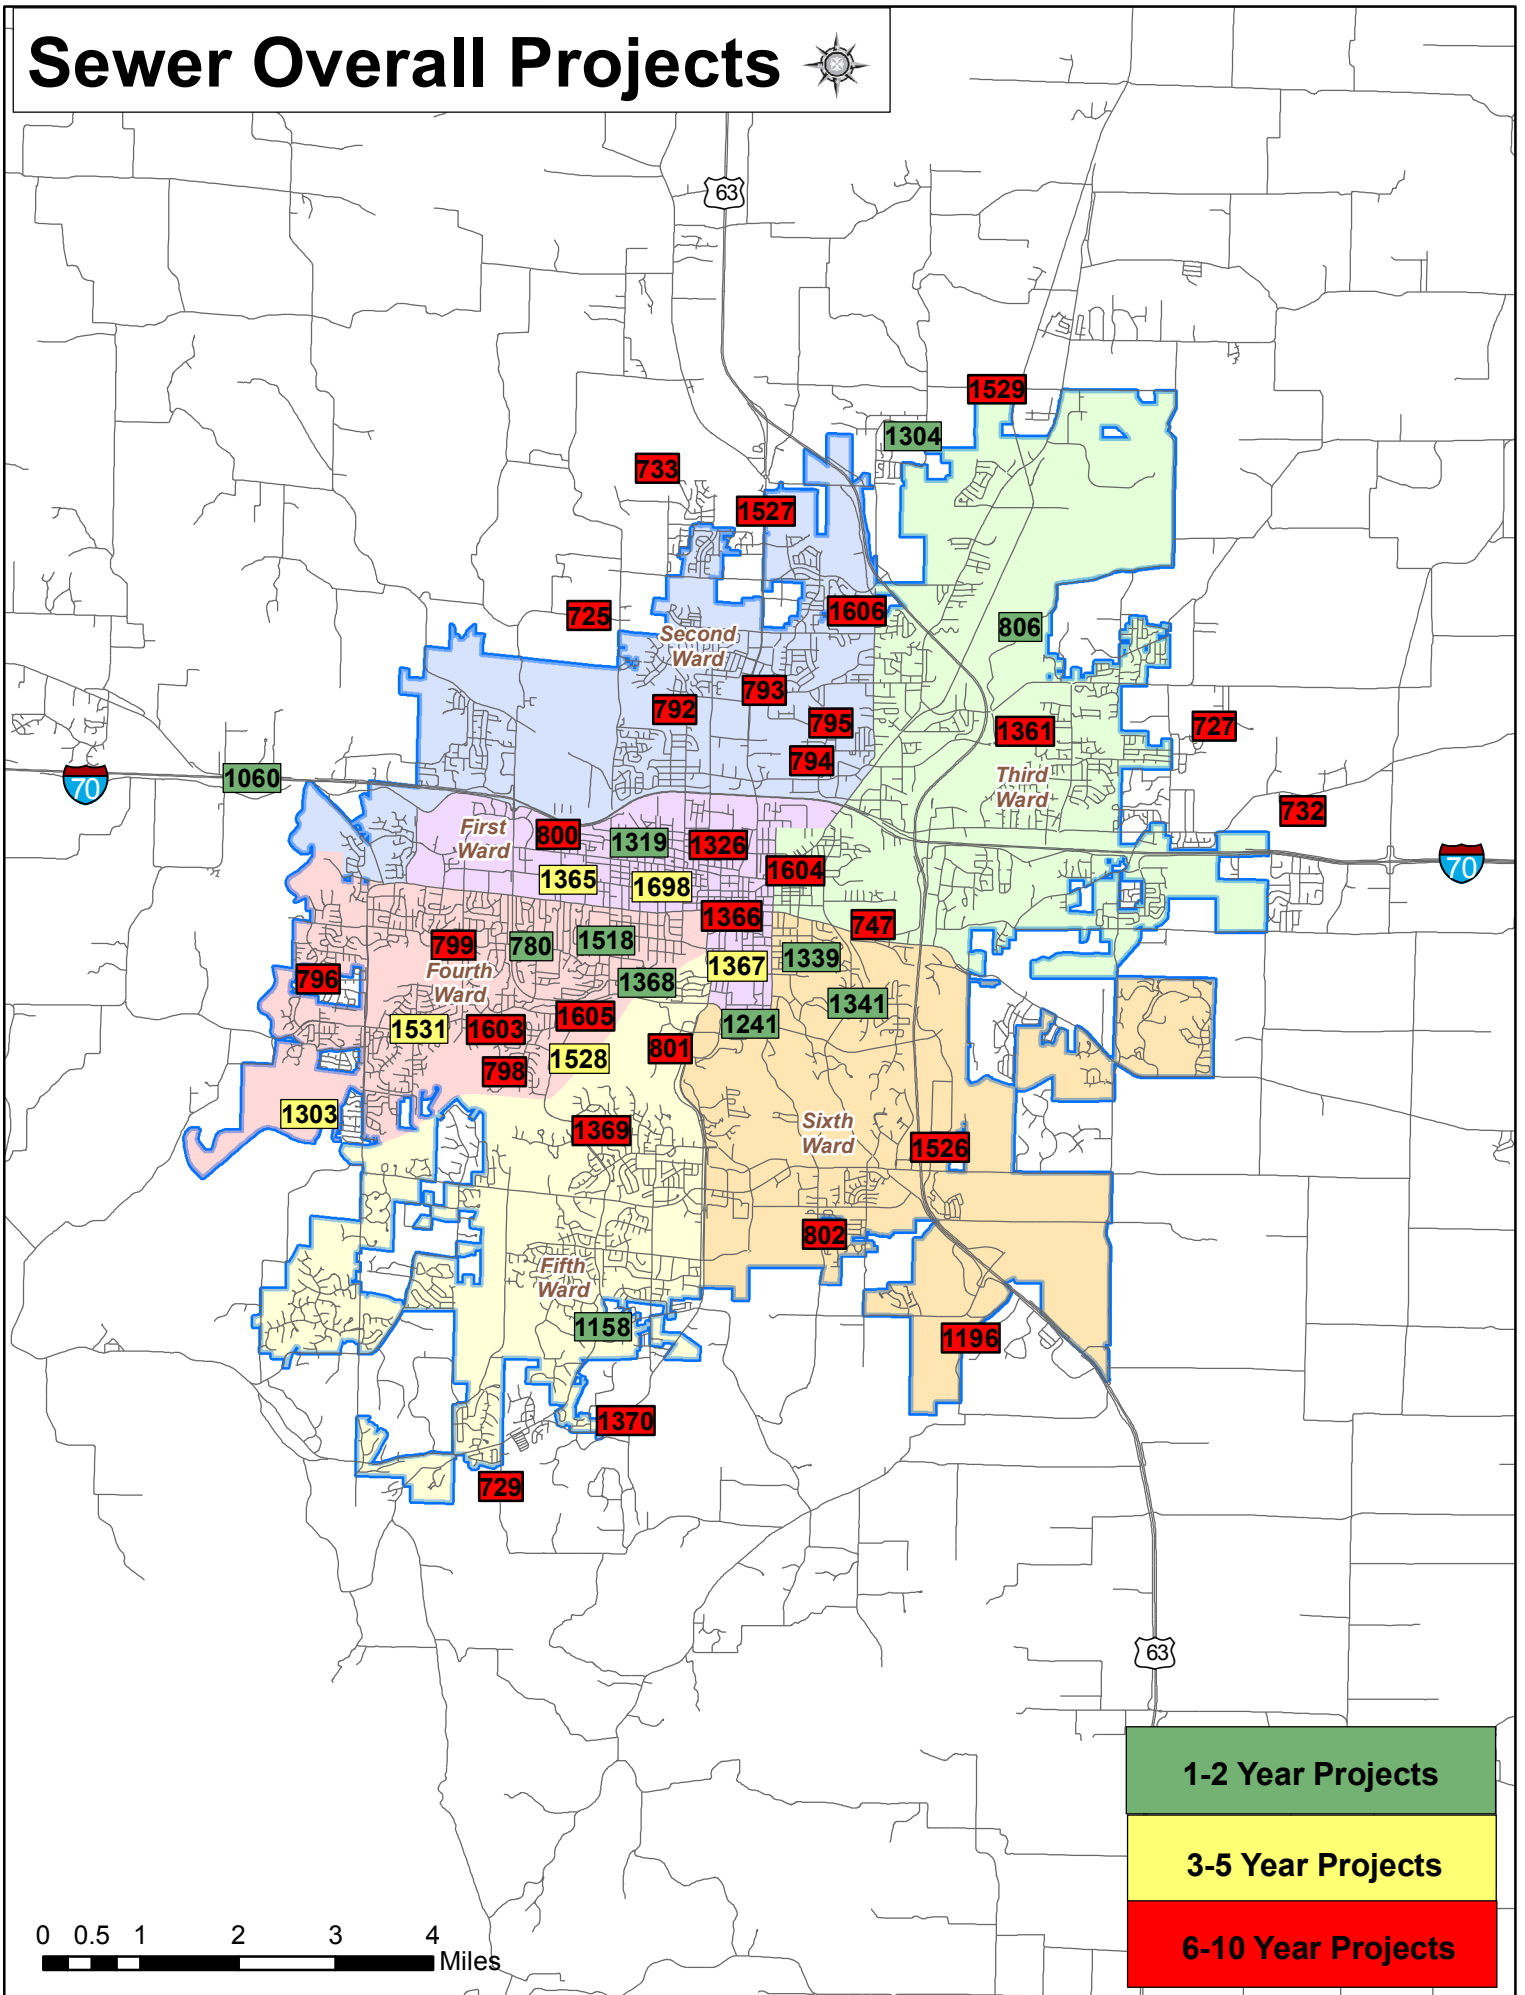 Sewer Overall Projects
63
1529
1304
733
1527
725
1606
806
Second
Ward
793
792
795
727
1361
794
Third
Ward
1060
70
732
First
Ward
800
1319
1326
1604
70
1365
1698
1366
747
799
780
1518
1339
1367
796
Fourth
Ward
1368
1341
1531
1603
1605
1241
801
1528
798
1303
1369
Sixth
Ward
1526
802
Fifth
Ward
1158
1196
1370
729
63
1-2 Year Projects
3-5 Year Projects
6-10 Year Projects
0 0.5 1 2 3 4
Miles